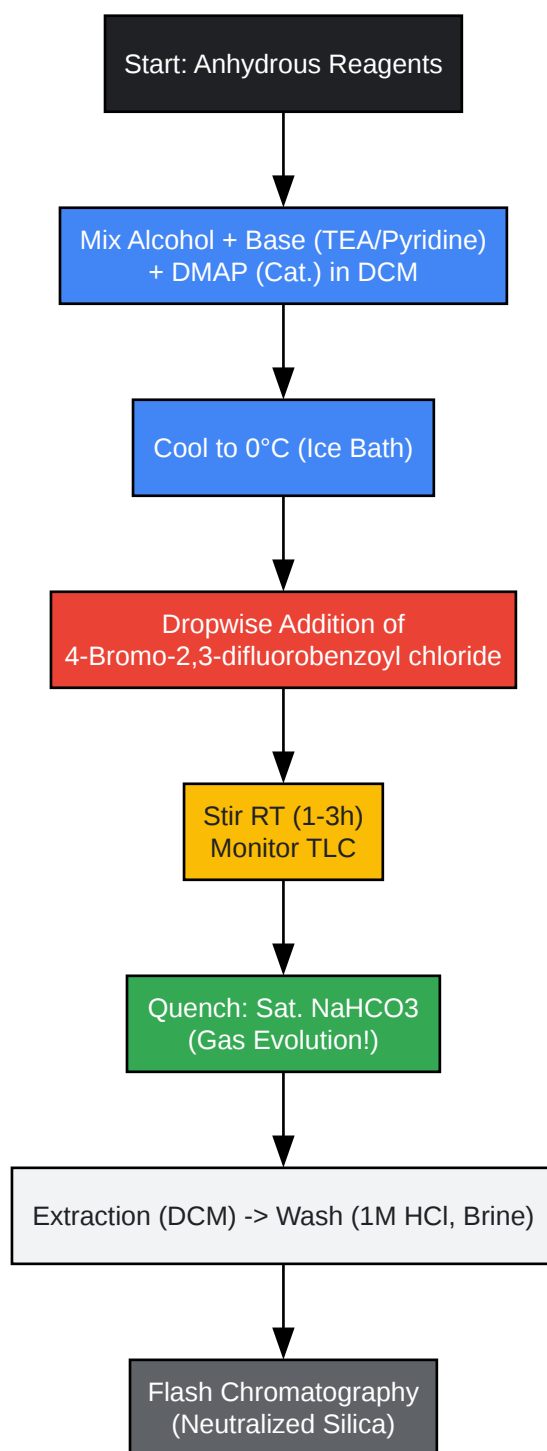 Start: Anhydrous Reagents
Mix Alcohol + Base (TEA/Pyridine)
+ DMAP (Cat.) in DCM
Cool to 0°C (Ice Bath)
Dropwise Addition of
4-Bromo-2,3-difluorobenzoyl chloride
Stir RT (1-3h)
Monitor TLC
Quench: Sat. NaHCO3
(Gas Evolution!)
Extraction (DCM) -> Wash (1M HCl, Brine)
Flash Chromatography
(Neutralized Silica)